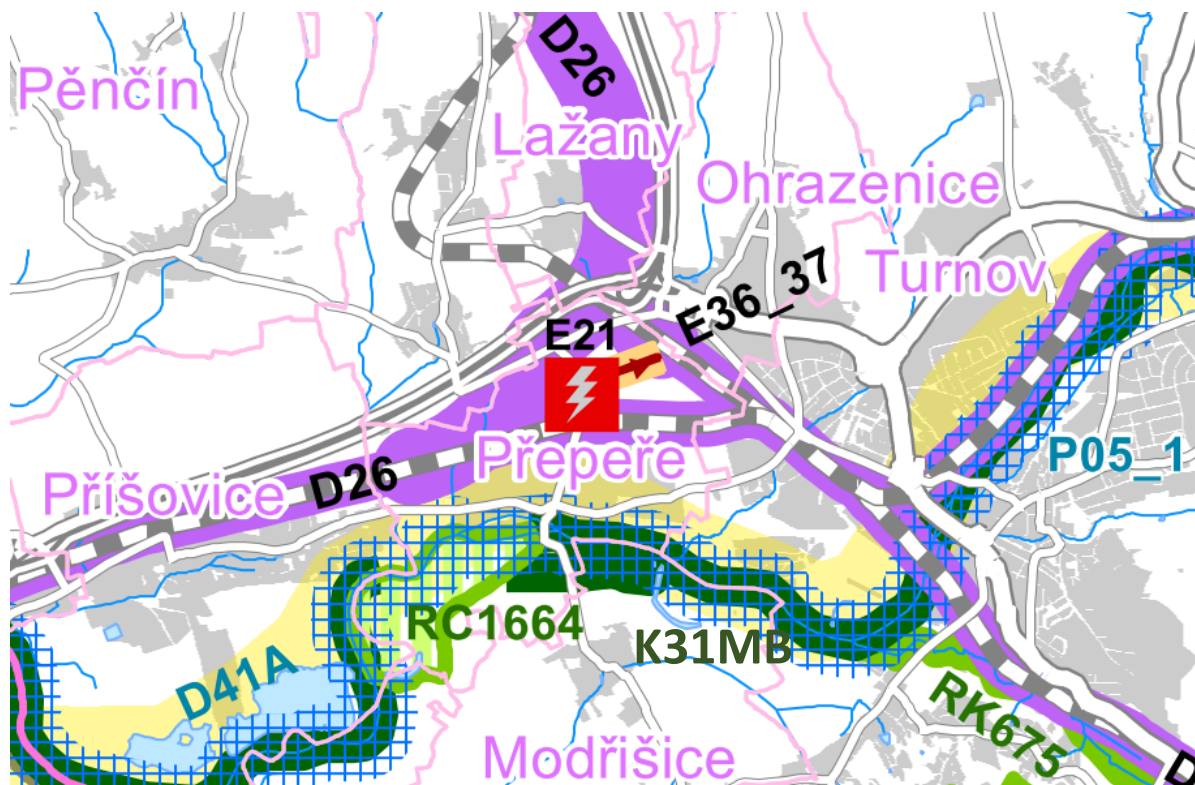 D26
Pěnčín
Lažany
Ohrazenice
Turnov
E36_37
E21
P05_1
Přepeře
Příšovice
D26
RC1664
K31MB
D41A
RK675
Modřišice
D